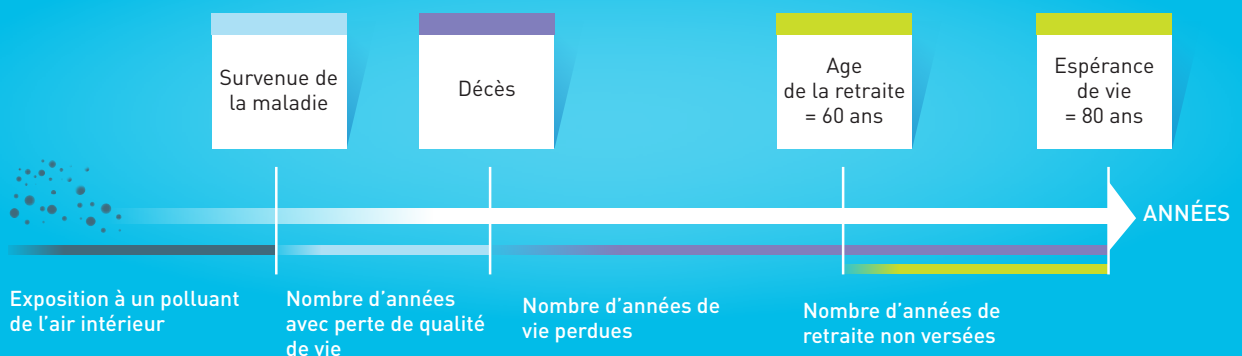 Survenue de
la maladie
Décès
Age
de la retraite
= 60 ans
Espérance
de vie
= 80 ans
ANNÉES
Exposition à un polluant
de l'air intérieur
Nombre d'années
avec perte de qualité
de vie
Nombre d'années de
vie perdues
Nombre d'années de
retraite non versées